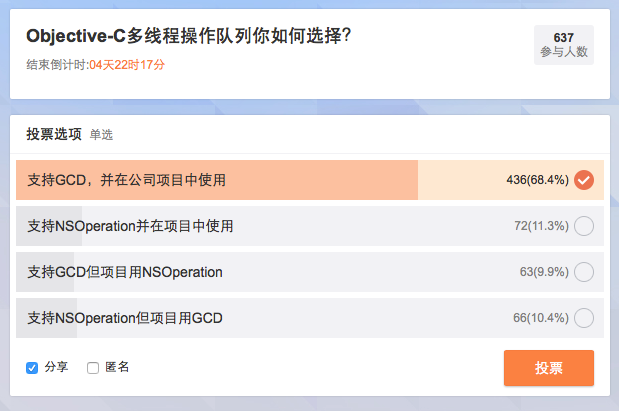 Objective-C多线程操作队列你如何选择?
637
参与人数
结束倒计时:04天22时17分
投票选项 单选
支持GCD，并在公司项目中使用 436(68.4%)
支持NSOperation并在项目中使用 72(11.3%)
支持GCD但项目用NSOperation 63(9.9%)
支持NSOperation但项目用GCD 66(10.4%)
分享 匿名 投票